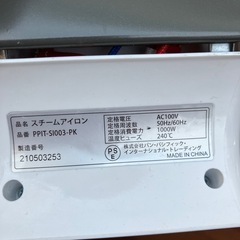 品名 スチームアイロン
品番 PPIT-SI003-PK
製造番号
210503253
PS
E
定格電圧 AC100V
定格周波数 50Hz/60Hz
定格消費電力 1000W
温度ヒューズ 240℃
株式会社パン・パシフィック・
インターナショナル・トレーディング
MADE IN CHINA